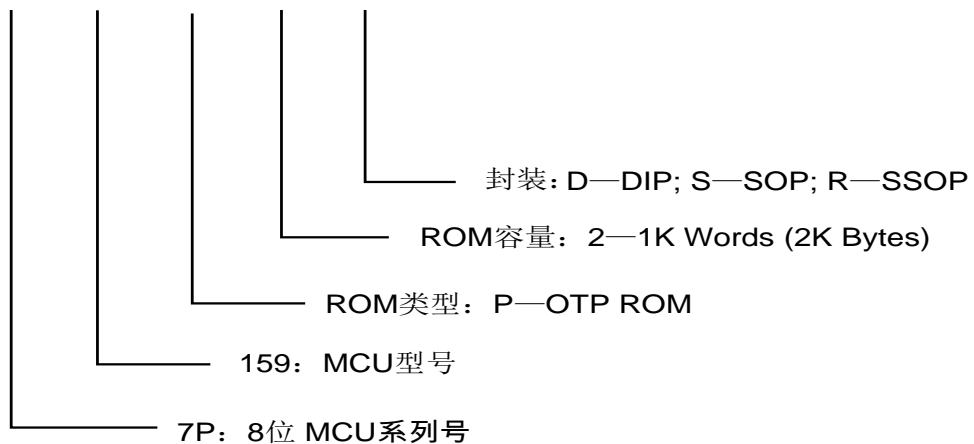 封装：D—DIP; S—SOP; R—SSOP
ROM容量：2—1K Words (2K Bytes)
ROM类型：P—OTP ROM
159：MCU型号
7P：8位 MCU系列号